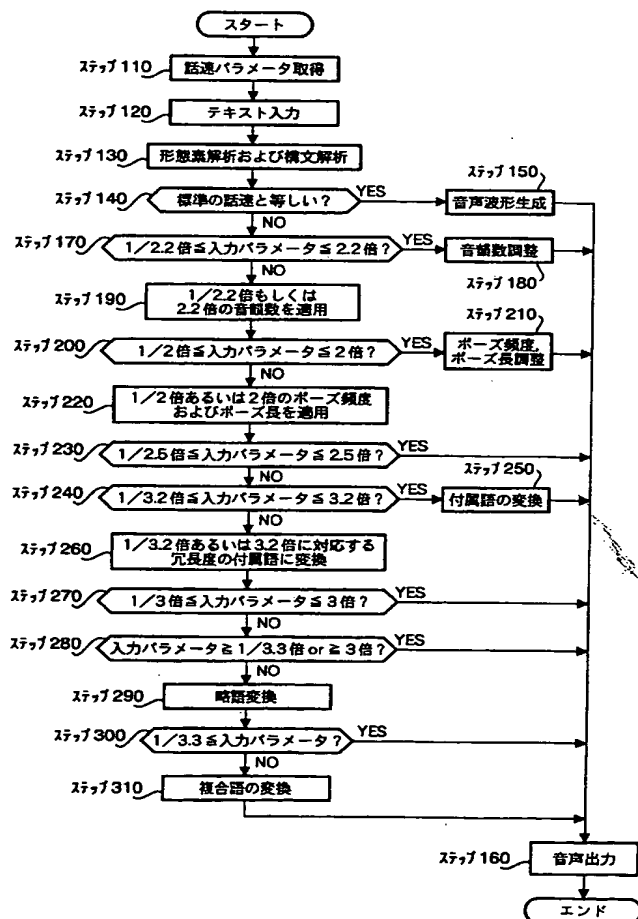 スタート
ステップ110
話速パラメータ取得
ステップ120
テキスト入力
ステップ130
形態素解析および構文解析
ステップ140
標準の話速と等しい?
YES
ステップ150
音声波形生成
NO
ステップ170
1/2.2倍≦入力パラメータ≦2.2倍?
YES
音韻数調整
ステップ180
NO
ステップ190
1/2.2倍もしくは
2.2倍の音韻数を適用
ステップ200
1/2倍≦入力パラメータ≦2倍?
YES
ステップ210
ポーズ頻度,
ポーズ長調整
NO
ステップ220
1/2倍あるいは2倍のポーズ頻度
およびポーズ長を適用
ステップ230
1/2.5倍≦入力パラメータ≦2.5倍?
YES
NO
ステップ240
1/3.2倍≦入力パラメータ≦3.2倍?
YES
ステップ250
付属語の変換
NO
ステップ260
1/3.2倍あるいは3.2倍に対応する
冗長度の付属語に変換
ステップ270
1/3倍≦入力パラメータ≦3倍?
YES
NO
ステップ280
入力パラメータ≧1/3.3倍 or ≧3倍?
YES
NO
ステップ290
略語変換
ステップ300
1/3.3≦入力パラメータ?
YES
NO
ステップ310
複合語の変換
ステップ160
音声出力
エンド